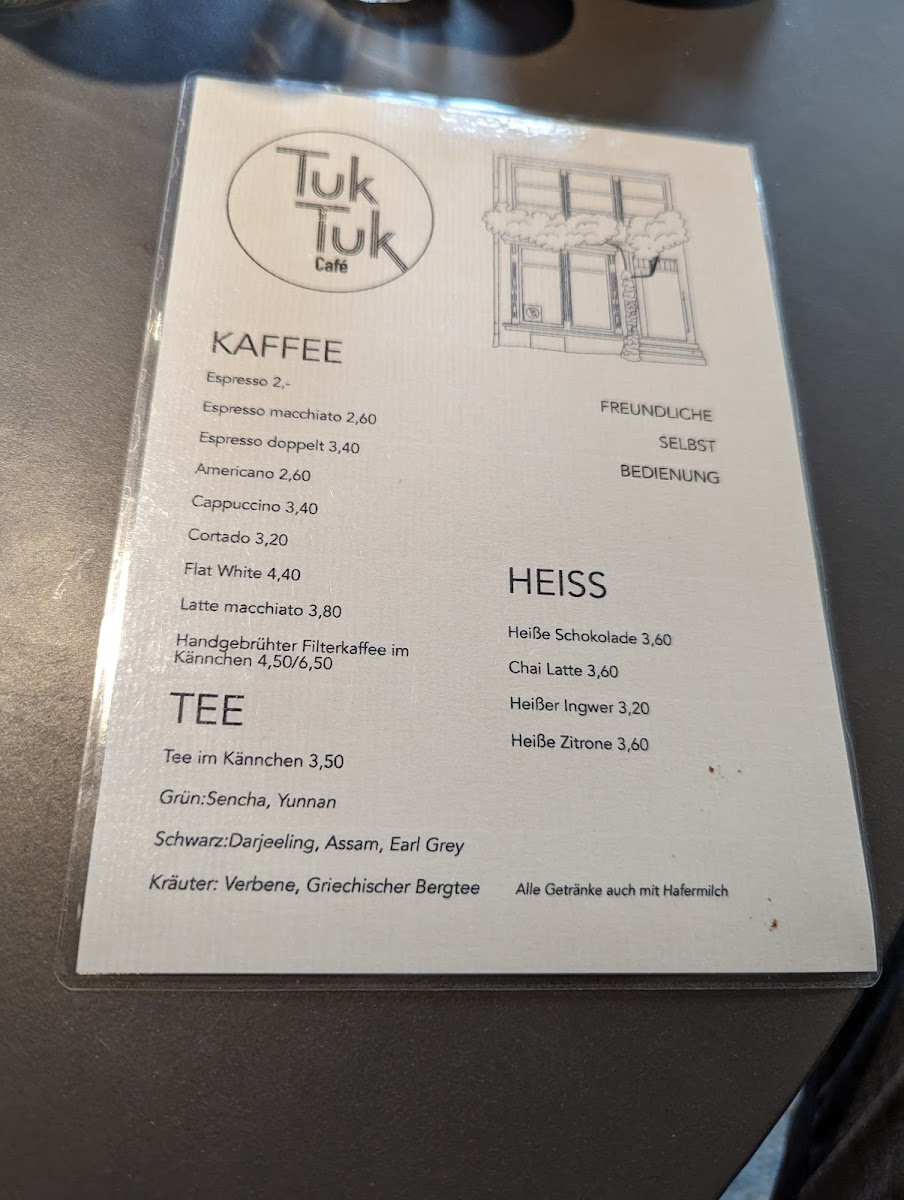 Tuk
Tuk
Café
KAFFEE
Espresso 2,-
Espresso macchiato 2,60
Espresso doppelt 3,40
Americano 2,60
Cappuccino 3,40
Cortado 3,20
Flat White 4,40
Latte macchiato 3,80
Handgebrühter Filterkaffee im
Kännchen 4,50/6,50
TEE
Tee im Kännchen 3,50
Grün:Sencha, Yunnan
Schwarz:Darjeeling, Assam, Earl Grey
Kräuter: Verbene, Griechischer Bergtee
FREUNDLICHE
SELBST
BEDIENUNG
HEISS
Heiße Schokolade 3,60
Chai Latte 3,60
Heißer Ingwer 3,20
Heiße Zitrone 3,60
Alle Getränke auch mit Hafermilch